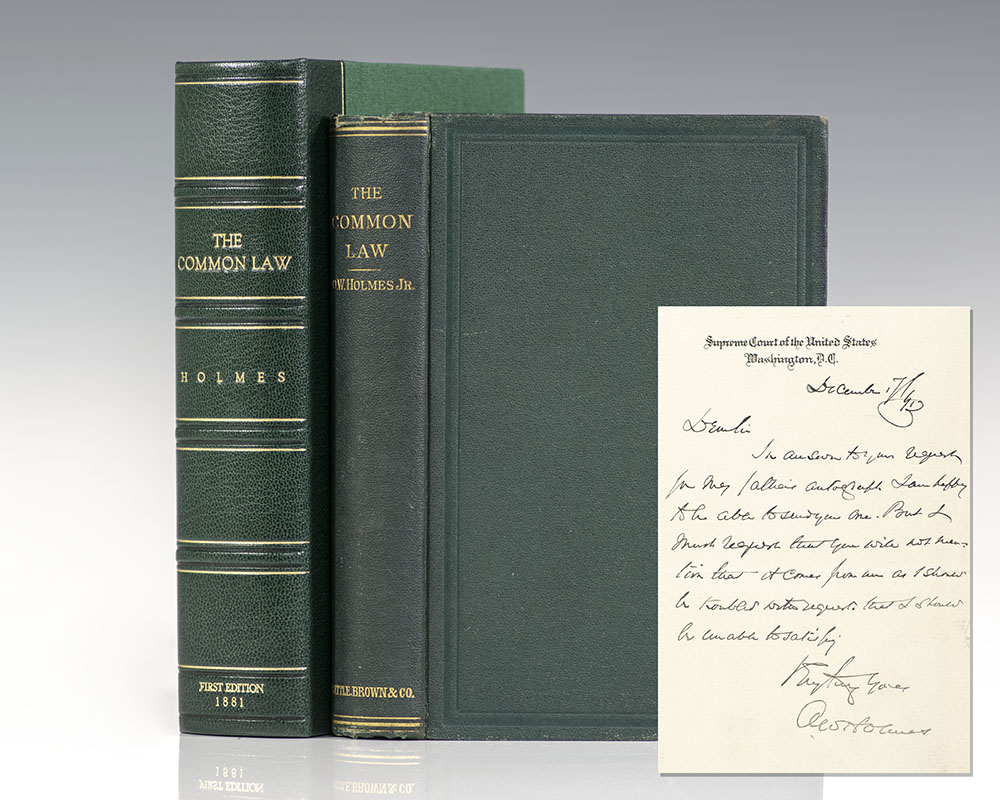 THE
COMMON LAW
HOLMES
FIRST EDITION
1881
THE
COMMON
LAW
O.W. HOLMES JR.
LITTLE. BROWN & CO.
Supreme Court of the United States
Washington, D.C.
December 17
Dear Sir
In answer to your request
for my father's autograph I am happy
to be able to send you one. But I
must request that you will not men-
tion that it comes from me as I should
be troubled with requests that I should
be unable to satisfy
Very truly yours
O W Holmes